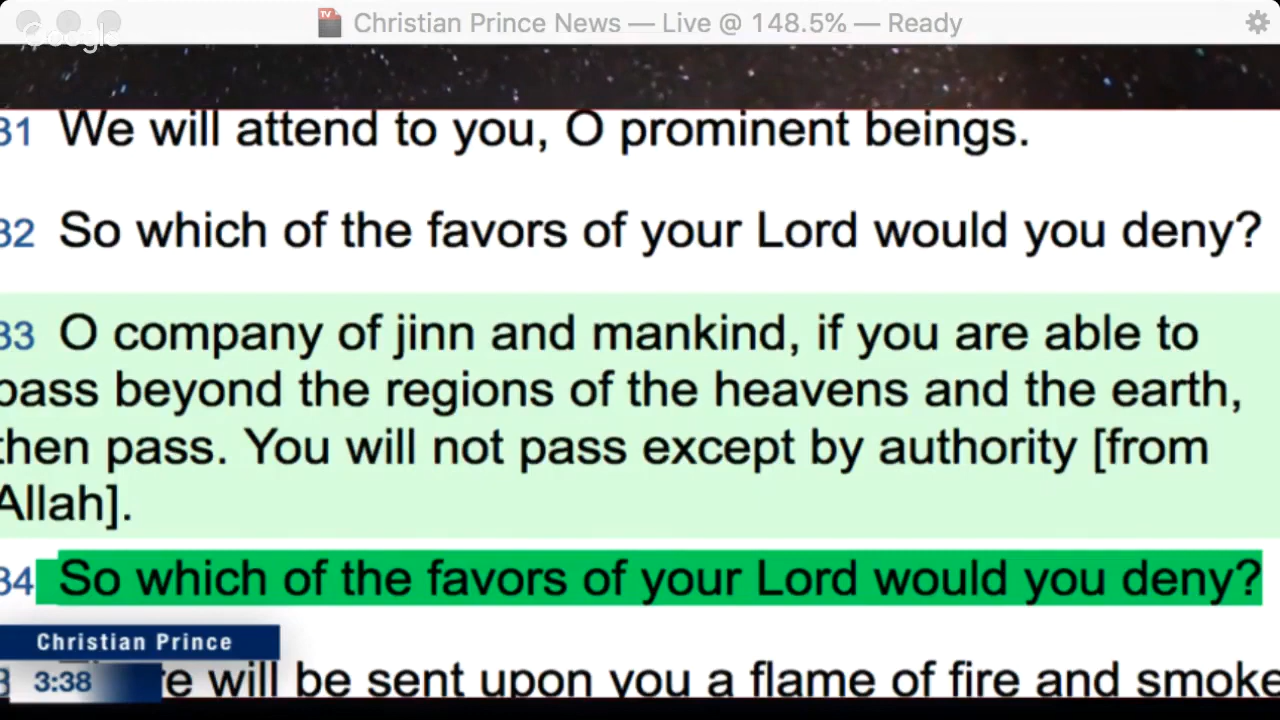 TV Christian Prince News — Live @ 148.5% — Ready
Google
31 We will attend to you, O prominent beings.
32 So which of the favors of your Lord would you deny?
33 O company of jinn and mankind, if you are able to
pass beyond the regions of the heavens and the earth,
then pass. You will not pass except by authority [from
Allah].
34 So which of the favors of your Lord would you deny?
Christian Prince
will be sent upon you a flame of fire and smoke
3:38